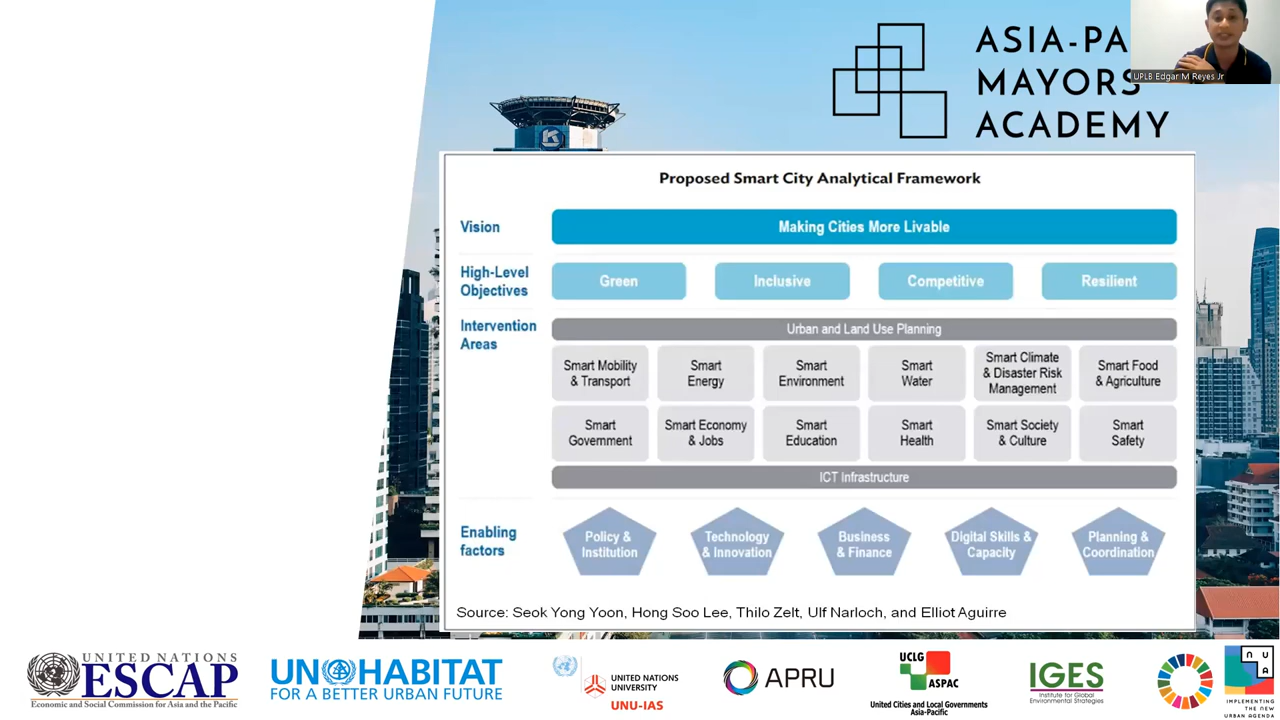 ASIA-PA
MAYORS
ACADEMY
UPLB Edgar M Reyes Jr
K
Proposed Smart City Analytical Framework
Vision
Making Cities More Livable
High-Level
Objectives
Green
Inclusive
Competitive
Resilient
Intervention
Areas
Urban and Land Use Planning
Smart Mobility
& Transport
Smart
Energy
Smart
Environment
Smart
Water
Smart Climate
& Disaster Risk
Management
Smart Food
& Agriculture
Smart
Government
Smart Economy
& Jobs
Smart
Education
Smart
Health
Smart Society
& Culture
Smart
Safety
ICT Infrastructure
Enabling
factors
Policy &
Institution
Technology
& Innovation
Business
& Finance
Digital Skills &
Capacity
Planning &
Coordination
Source: Seok Yong Yoon, Hong Soo Lee, Thilo Zelt, Ulf Narloch, and Elliot Aguirre
UNITED NATIONS
ESCAP
Economic and Social Commission for Asia and the Pacific
UN HABITAT
FOR A BETTER URBAN FUTURE
UNITED NATIONS
UNIVERSITY
UNU-IAS
APRU
UCLG
ASPAC
United Cities and Local Governments
Asia-Pacific
IGES
Institute for Global
Environmental Strategies
N U
A
IMPLEMENTING
THE NEW
URBAN AGENDA